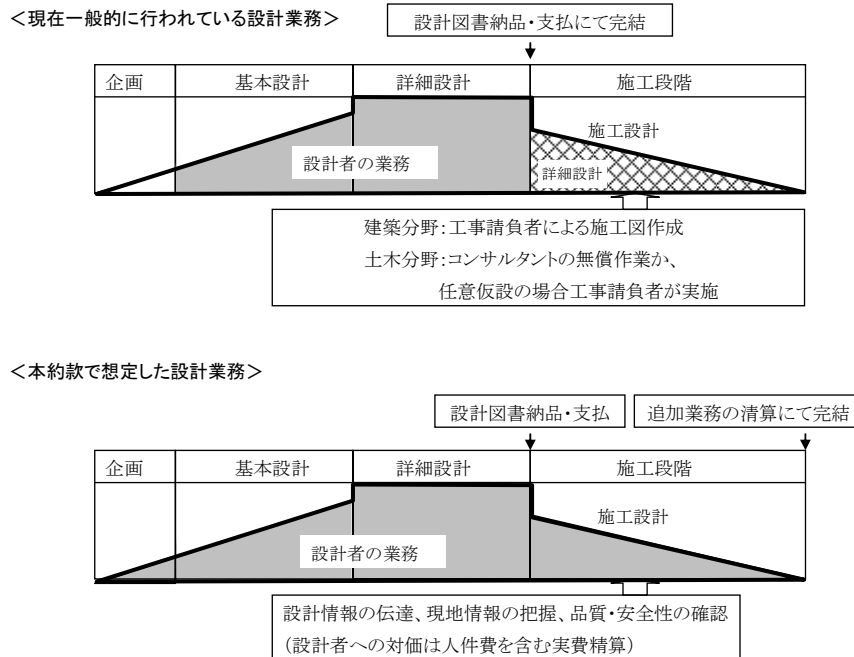 ＜現在一般的に行われている設計業務＞
設計図書納品・支払にて完結
企画
基本設計
詳細設計
施工段階
施工設計
設計者の業務
詳細設計
建築分野：工事請負者による施工図作成
土木分野：コンサルタントの無償作業か、
任意仮設の場合工事請負者が実施
＜本約款で想定した設計業務＞
設計図書納品・支払
追加業務の清算にて完結
企画
基本設計
詳細設計
施工段階
施工設計
設計者の業務
設計情報の伝達、現地情報の把握、品質・安全性の確認
（設計者への対価は人件費を含む実費精算）